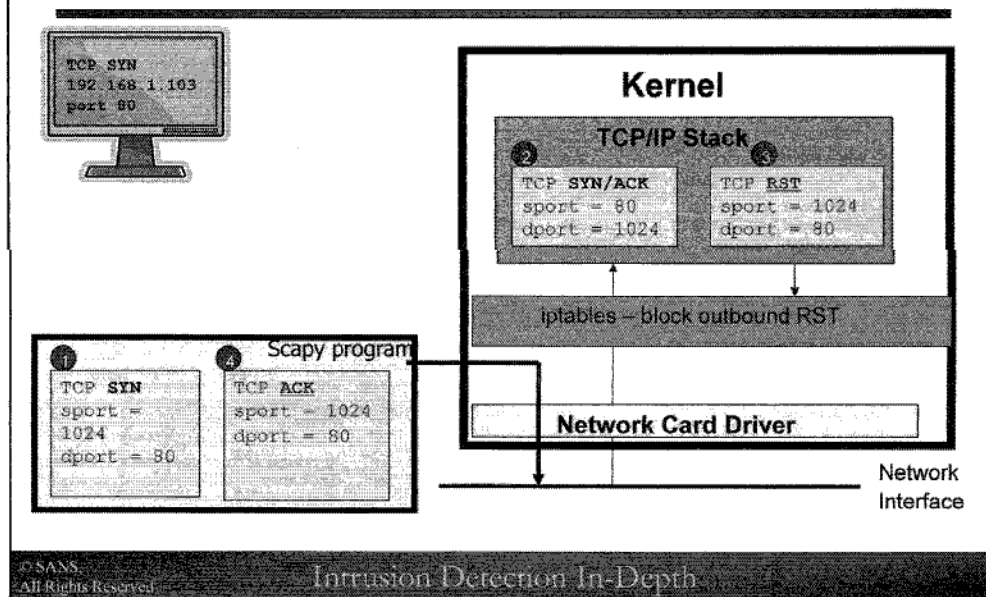 TCP SYN
192.168.1.103
port 80
Kernel
TCP/IP Stack
2
TCP SYN/ACK
sport = 80
dport = 1024
3
TCP RST
sport = 1024
dport = 80
iptables – block outbound RST
Network Card Driver
Network
Interface
Scapy program
1
TCP SYN
sport =
1024
dport = 80
4
TCP ACK
sport = 1024
dport = 80
© SANS
All Rights Reserved
Intrusion Detection In-Depth